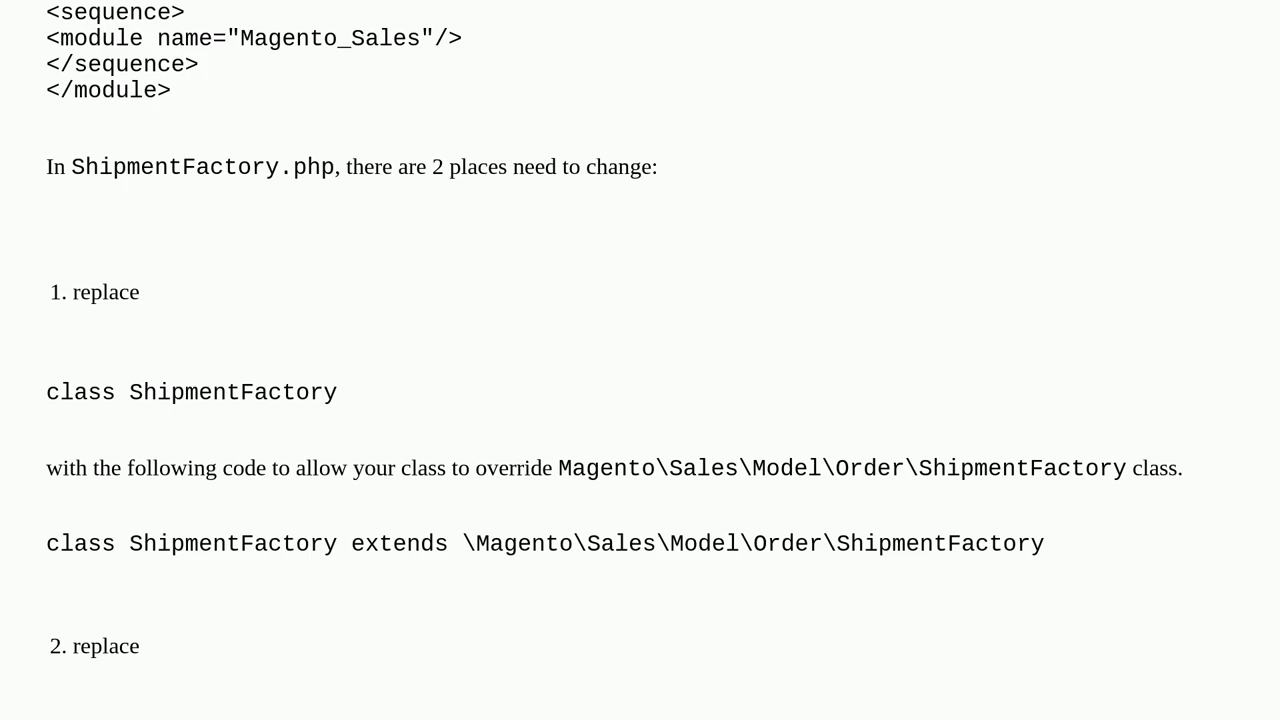 <sequence>
<module name="Magento_Sales"/>
</sequence>
</module>
In ShipmentFactory.php, there are 2 places need to change:
1. replace
class ShipmentFactory
with the following code to allow your class to override Magento\Sales\Model\Order\ShipmentFactory class.
class ShipmentFactory extends \Magento\Sales\Model\Order\ShipmentFactory
2. replace